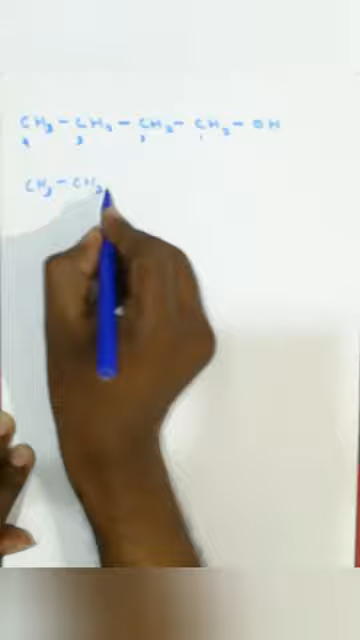 CH₃ - CH₂ - CH₂ - CH₂ - OH
4 3 2 1
CH₃ - CH₂